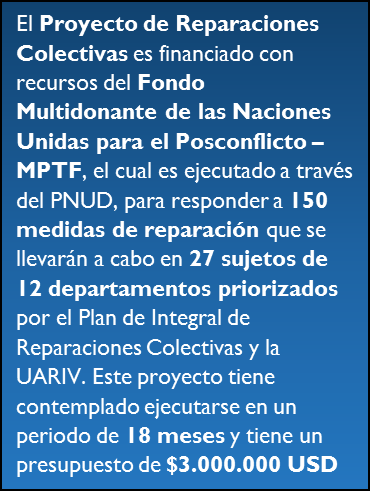 El Proyecto de Reparaciones
Colectivas es financiado con
recursos del Fondo
Multidonante de las Naciones
Unidas para el Posconflicto –
MPTF, el cual es ejecutado a través
del PNUD, para responder a 150
medidas de reparación que se
llevarán a cabo en 27 sujetos de
12 departamentos priorizados
por el Plan de Integral de
Reparaciones Colectivas y la
UARIV. Este proyecto tiene
contemplado ejecutarse en un
periodo de 18 meses y tiene un
presupuesto de $3.000.000 USD